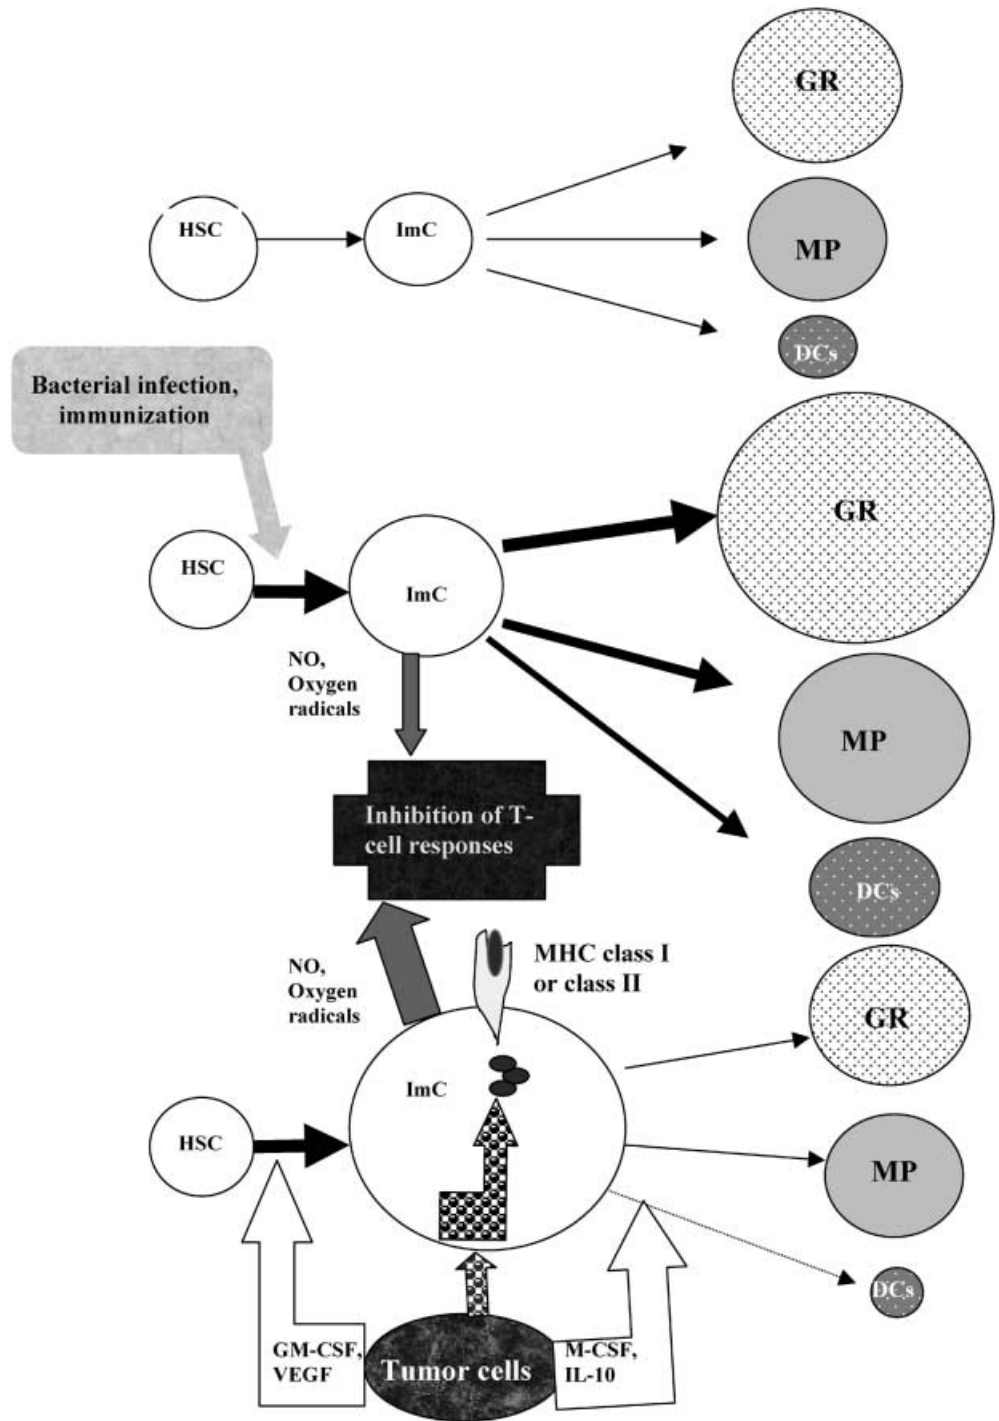 GR
HSC
ImC
MP
DCs
Bacterial infection,
immunization
GR
HSC
ImC
NO,
Oxygen
radicals
MP
Inhibition of T-
cell responses
DCs
MHC class I
or class II
NO,
Oxygen
radicals
GR
ImC
HSC
MP
DCs
GM-CSF,
VEGF
Tumor cells
M-CSF,
IL-10